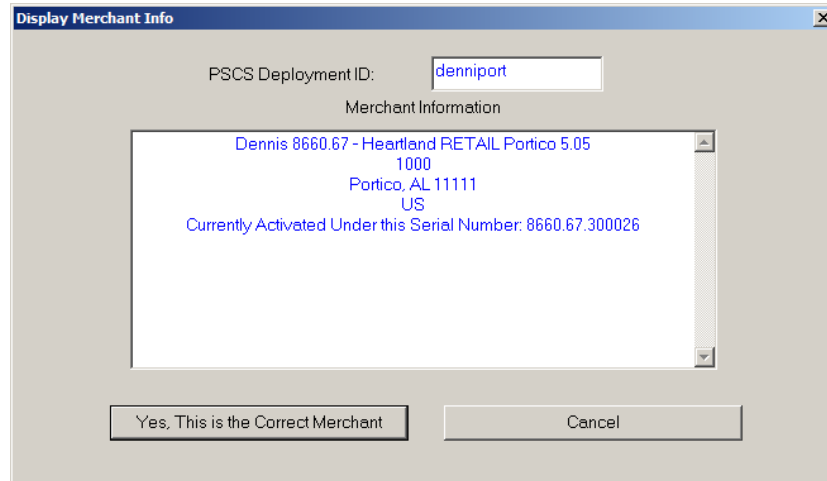 Display Merchant Info
PSCS Deployment ID: denniport
Merchant Information
Dennis 8660.67 - Heartland RETAIL Portico 5.05
1000
Portico, AL 11111
US
Currently Activated Under this Serial Number: 8660.67.300026
Yes, This is the Correct Merchant
Cancel